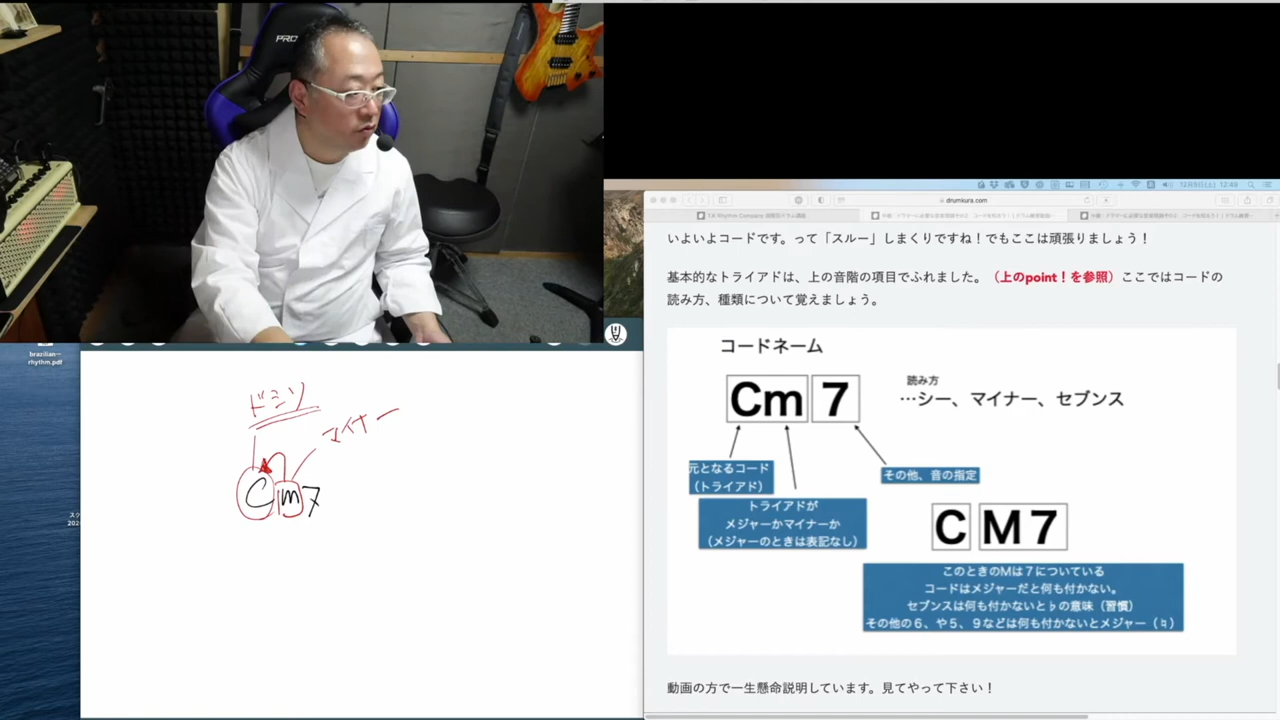 PRO
brazilian—
rhythm.pdf
ドミソ
マイナー
Cm7
12月5日(土) 12:49
drumkura.com
いよいよコードです。って「スルー」しまくりですね！でもここは頑張りましょう！
基本的なトライアドは、上の音階の項目でふれました。（上のpoint！を参照）ここではコードの
読み方、種類について覚えましょう。
コードネーム
Cm 7
読み方
…シー、マイナー、セブンス
元となるコード
（トライアド）
その他、音の指定
トライアドが
メジャーかマイナーか
（メジャーのときは表記なし）
C M7
このときのMは７についている
コードはメジャーだと何も付かない。
セブンスは何も付かないと♭の意味（習慣）
その他の６、や５、９などは何も付かないとメジャー（♮）
動画の方で一生懸命説明しています。見てやって下さい！